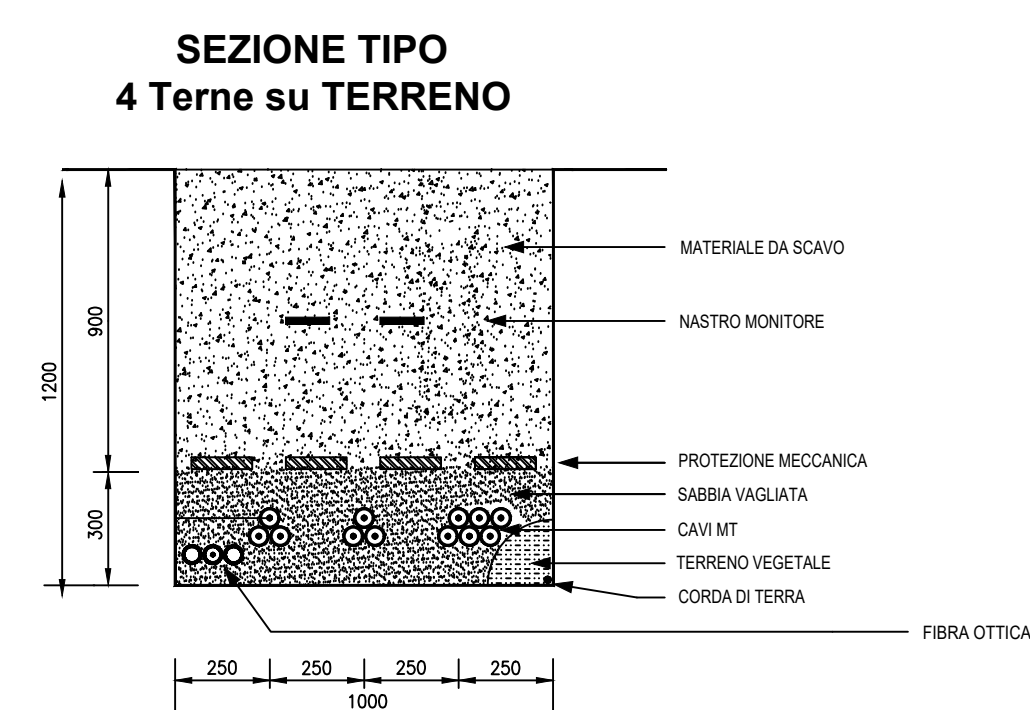 SEZIONE TIPO
4 Terne su TERRENO
MATERIALE DA SCAVO
NASTRO MONITORE
900
1200
PROTEZIONE MECCANICA
SABBIA VAGLIATA
300
CAVI MT
TERRENO VEGETALE
CORDA DI TERRA
FIBRA OTTICA
250 250 250 250
1000